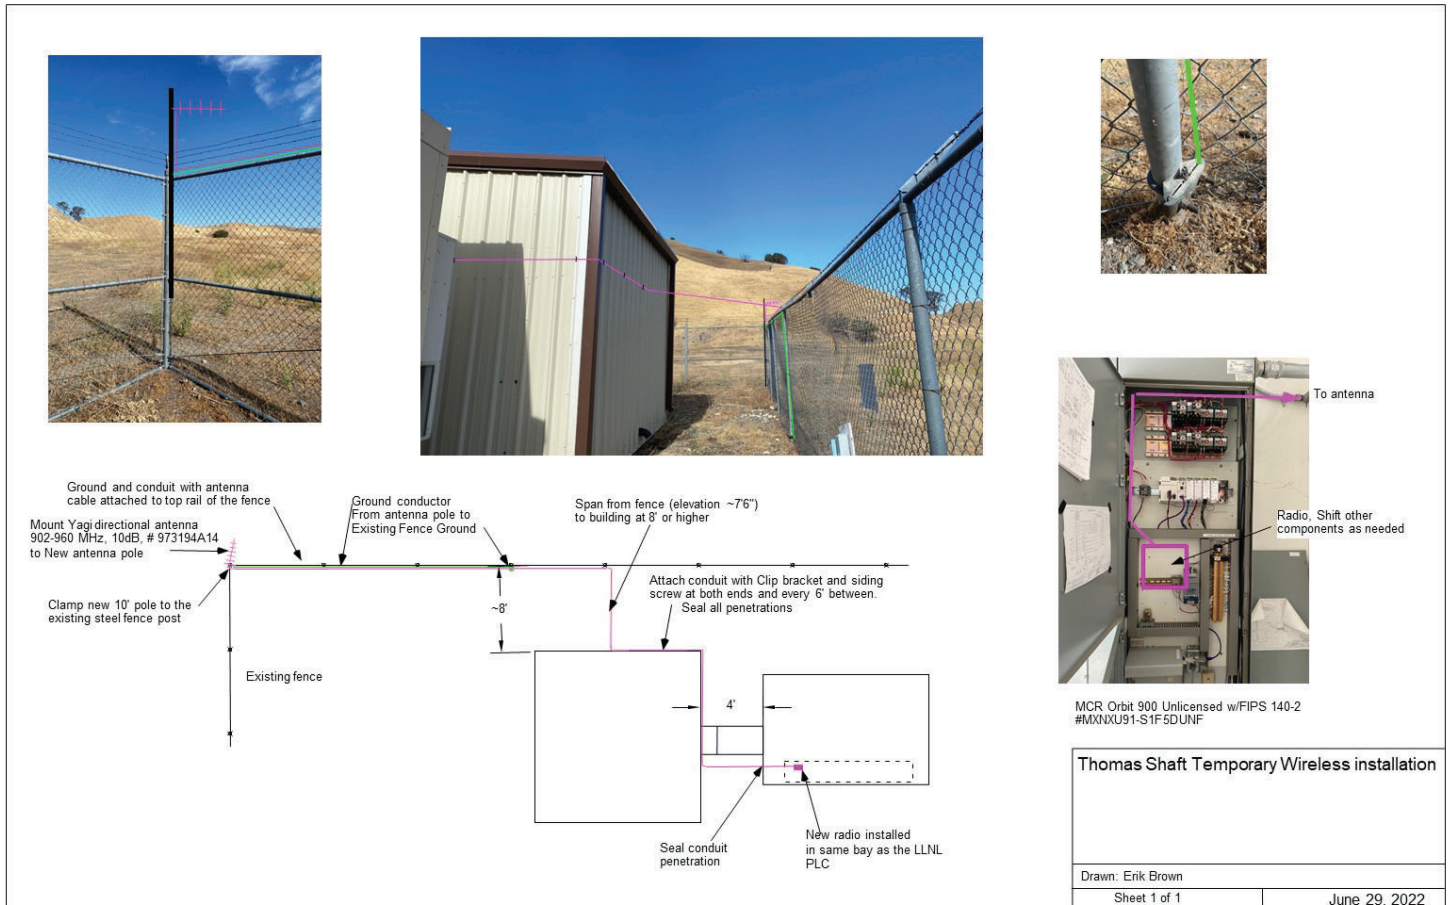 To antenna
Radio, Shift other
components as needed
MCR Orbit 900 Unlicensed w/FIPS 140-2
#MXNXU91-S1F5DUNF
Ground and conduit with antenna
cable attached to top rail of the fence
Mount Yagi directional antenna
902-960 MHz, 10dB, # 973194A14
to New antenna pole
Ground conductor
From antenna pole to
Existing Fence Ground
Span from fence (elevation ~7'6")
to building at 8' or higher
Clamp new 10' pole to the
existing steel fence post
~8'
Attach conduit with Clip bracket and siding
screw at both ends and every 6' between.
Seal all penetrations
Existing fence
4'
Seal conduit
penetration
New radio installed
in same bay as the LLNL
PLC
Thomas Shaft Temporary Wireless installation
Drawn: Erik Brown
Sheet 1 of 1
June 29, 2022